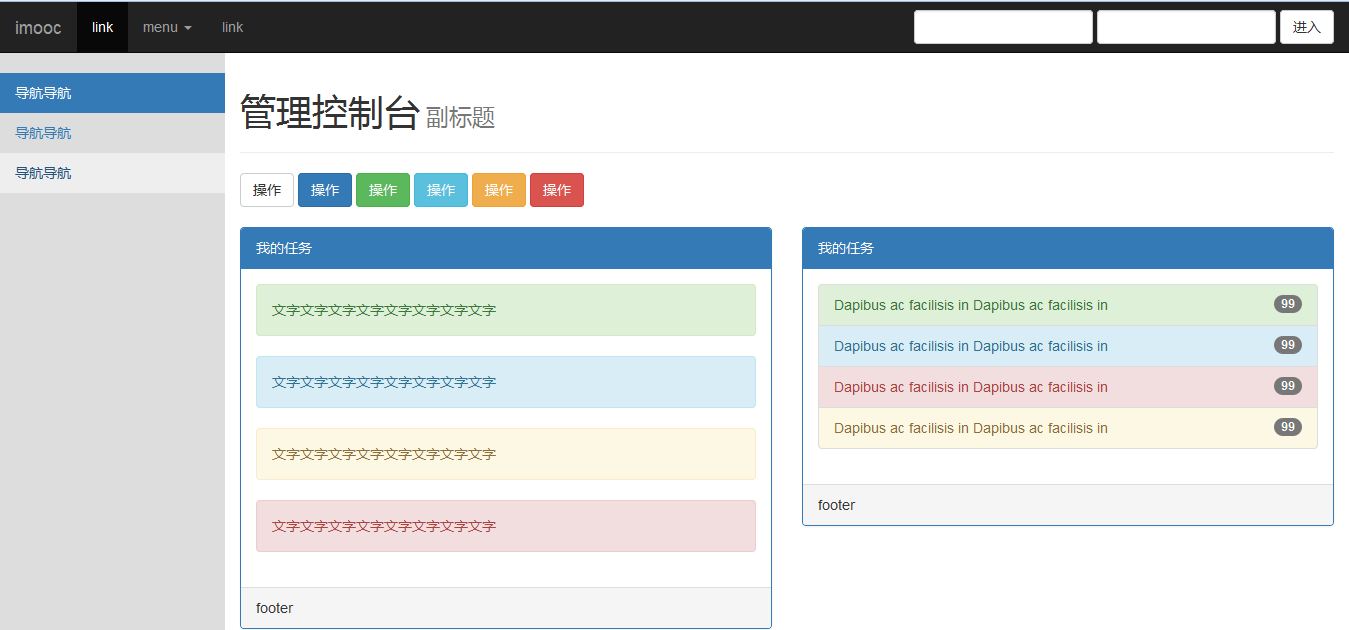 imooc link menu link 进入
导航导航
导航导航
导航导航
管理控制台 副标题
操作 操作 操作 操作 操作 操作
我的任务
文字文字文字文字文字文字文字文字
文字文字文字文字文字文字文字文字
文字文字文字文字文字文字文字文字
文字文字文字文字文字文字文字文字
footer
我的任务
Dapibus ac facilisis in Dapibus ac facilisis in 99
Dapibus ac facilisis in Dapibus ac facilisis in 99
Dapibus ac facilisis in Dapibus ac facilisis in 99
Dapibus ac facilisis in Dapibus ac facilisis in 99
footer